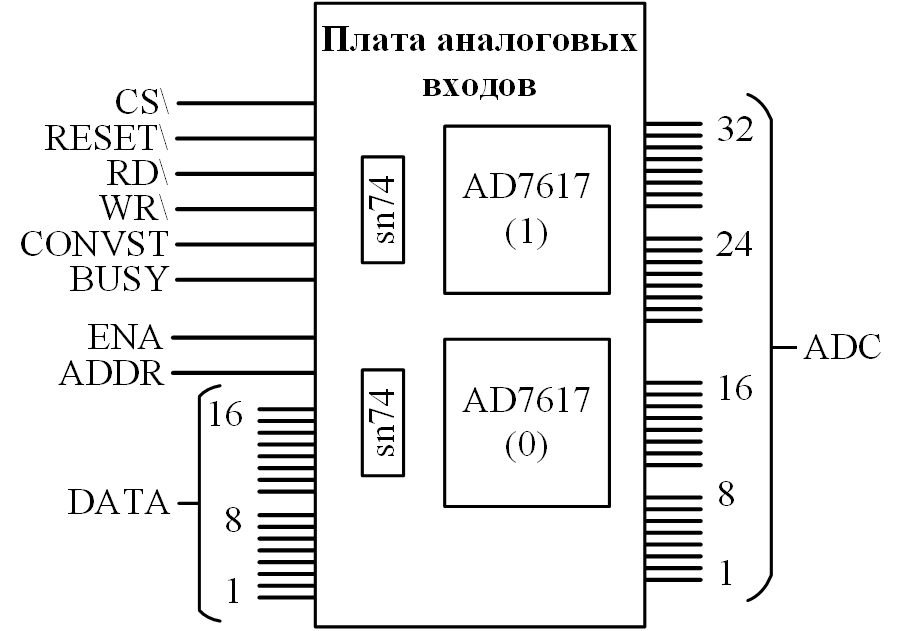 Плата аналоговых
входов
CS\
RESET\
RD\
WR\
CONVST
BUSY
ENA
ADDR
DATA
16
8
1
sn74
AD7617
(1)
sn74
AD7617
(0)
32
24
16
8
1
ADC